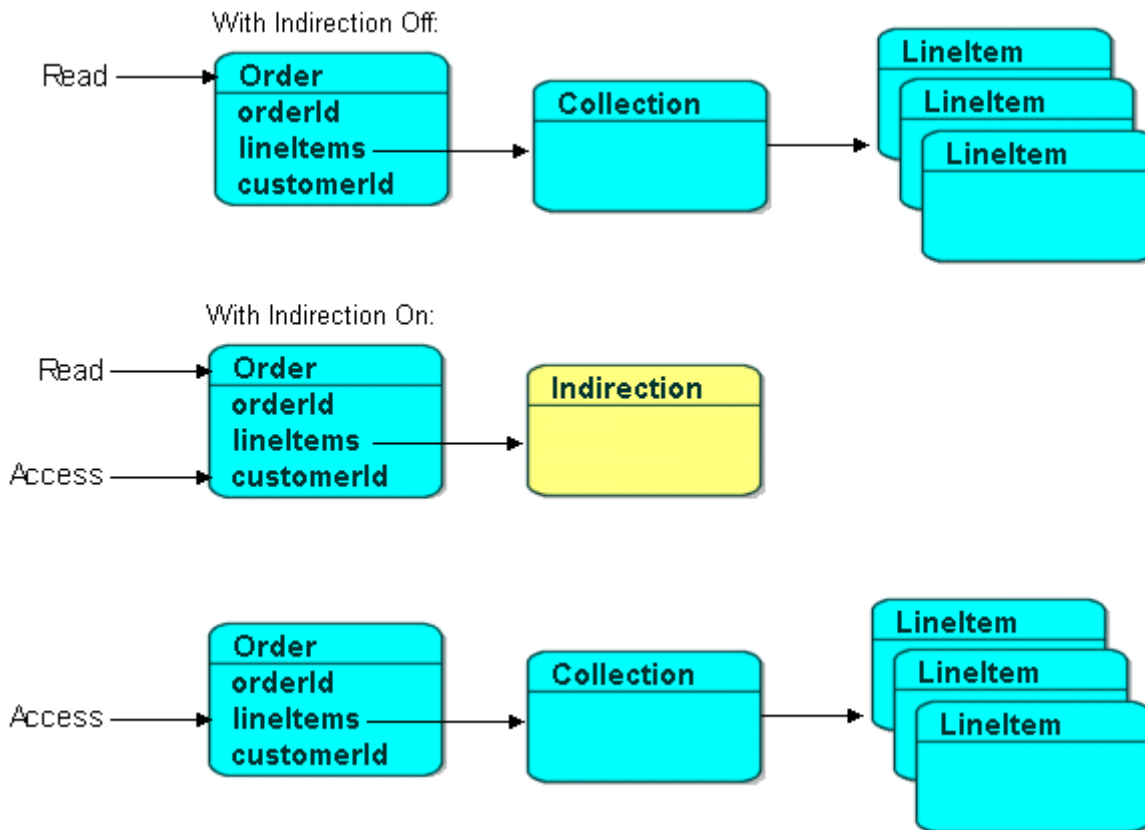 With Indirection Off:
Read
Order
orderId
lineItems
customerId
Collection
LineItem
LineItem
LineItem
With Indirection On:
Read
Order
orderId
lineItems
Access
customerId
Indirection
Order
orderId
Access
lineItems
customerId
Collection
LineItem
LineItem
LineItem